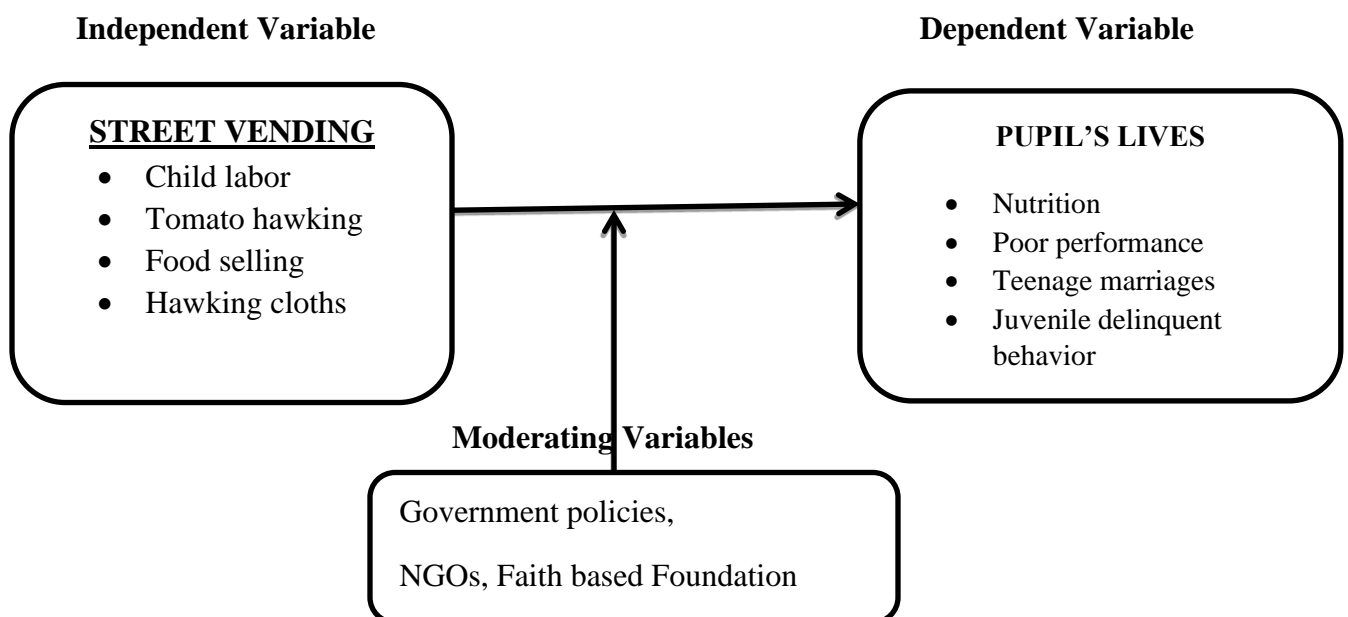 Independent Variable
Dependent Variable
STREET VENDING
• Child labor
• Tomato hawking
• Food selling
• Hawking cloths
PUPIL’S LIVES
• Nutrition
• Poor performance
• Teenage marriages
• Juvenile delinquent
behavior
Moderating Variables
Government policies,
NGOs, Faith based Foundation